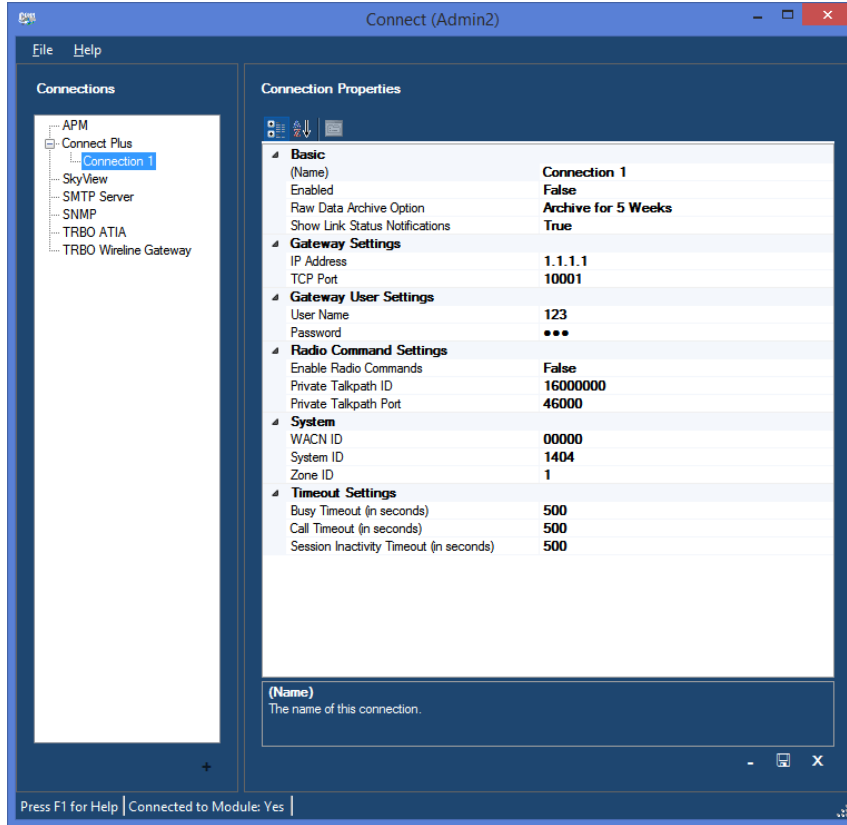 Connect (Admin2)
File Help
Connections
APM
Connect Plus
Connection 1
SkyView
SMTP Server
SNMP
TRBO ATIA
TRBO Wireline Gateway
+
Connection Properties
Basic
(Name) Connection 1
Enabled False
Raw Data Archive Option Archive for 5 Weeks
Show Link Status Notifications True
Gateway Settings
IP Address 1.1.1.1
TCP Port 10001
Gateway User Settings
User Name 123
Password ●●●
Radio Command Settings
Enable Radio Commands False
Private Talkpath ID 16000000
Private Talkpath Port 46000
System
WACN ID 00000
System ID 1404
Zone ID 1
Timeout Settings
Busy Timeout (in seconds) 500
Call Timeout (in seconds) 500
Session Inactivity Timeout (in seconds) 500
(Name)
The name of this connection.
- X
Press F1 for Help Connected to Module: Yes